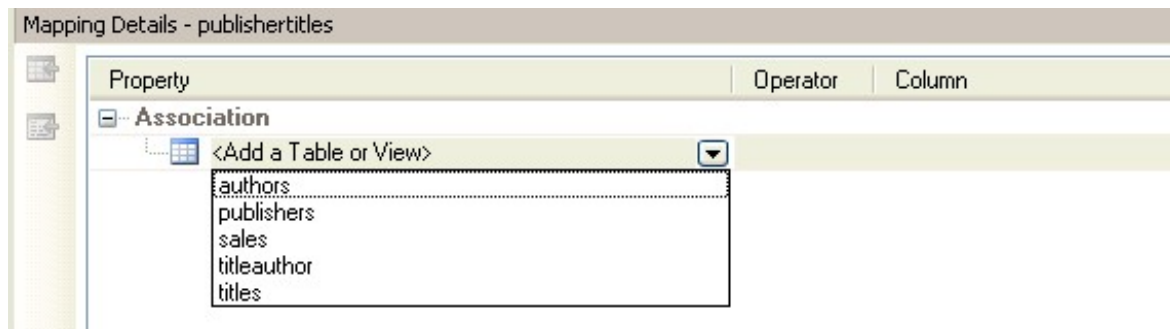 Mapping Details - publishertitles
Property Operator Column
Association
<Add a Table or View>
authors
publishers
sales
titleauthor
titles